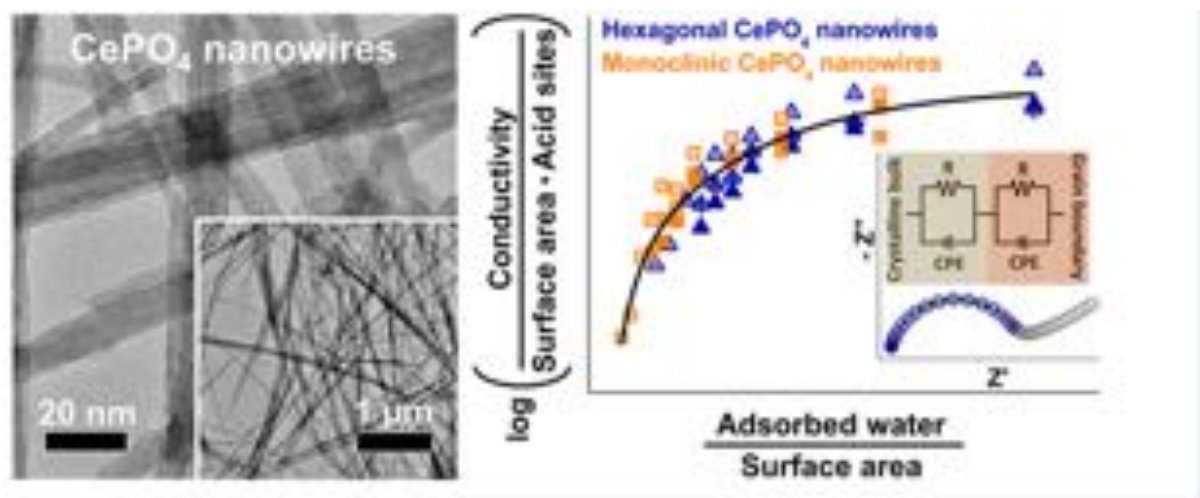 CePO₄ nanowires
20 nm
1 µm
log
Conductivity
Surface area · Acid sites
Hexagonal CePO₄ nanowires
Monoclinic CePO₄ nanowires
Crystalline bulk
R
CPE
R
CPE
Grain Boundary
- Z"
Z'
Adsorbed water
Surface area